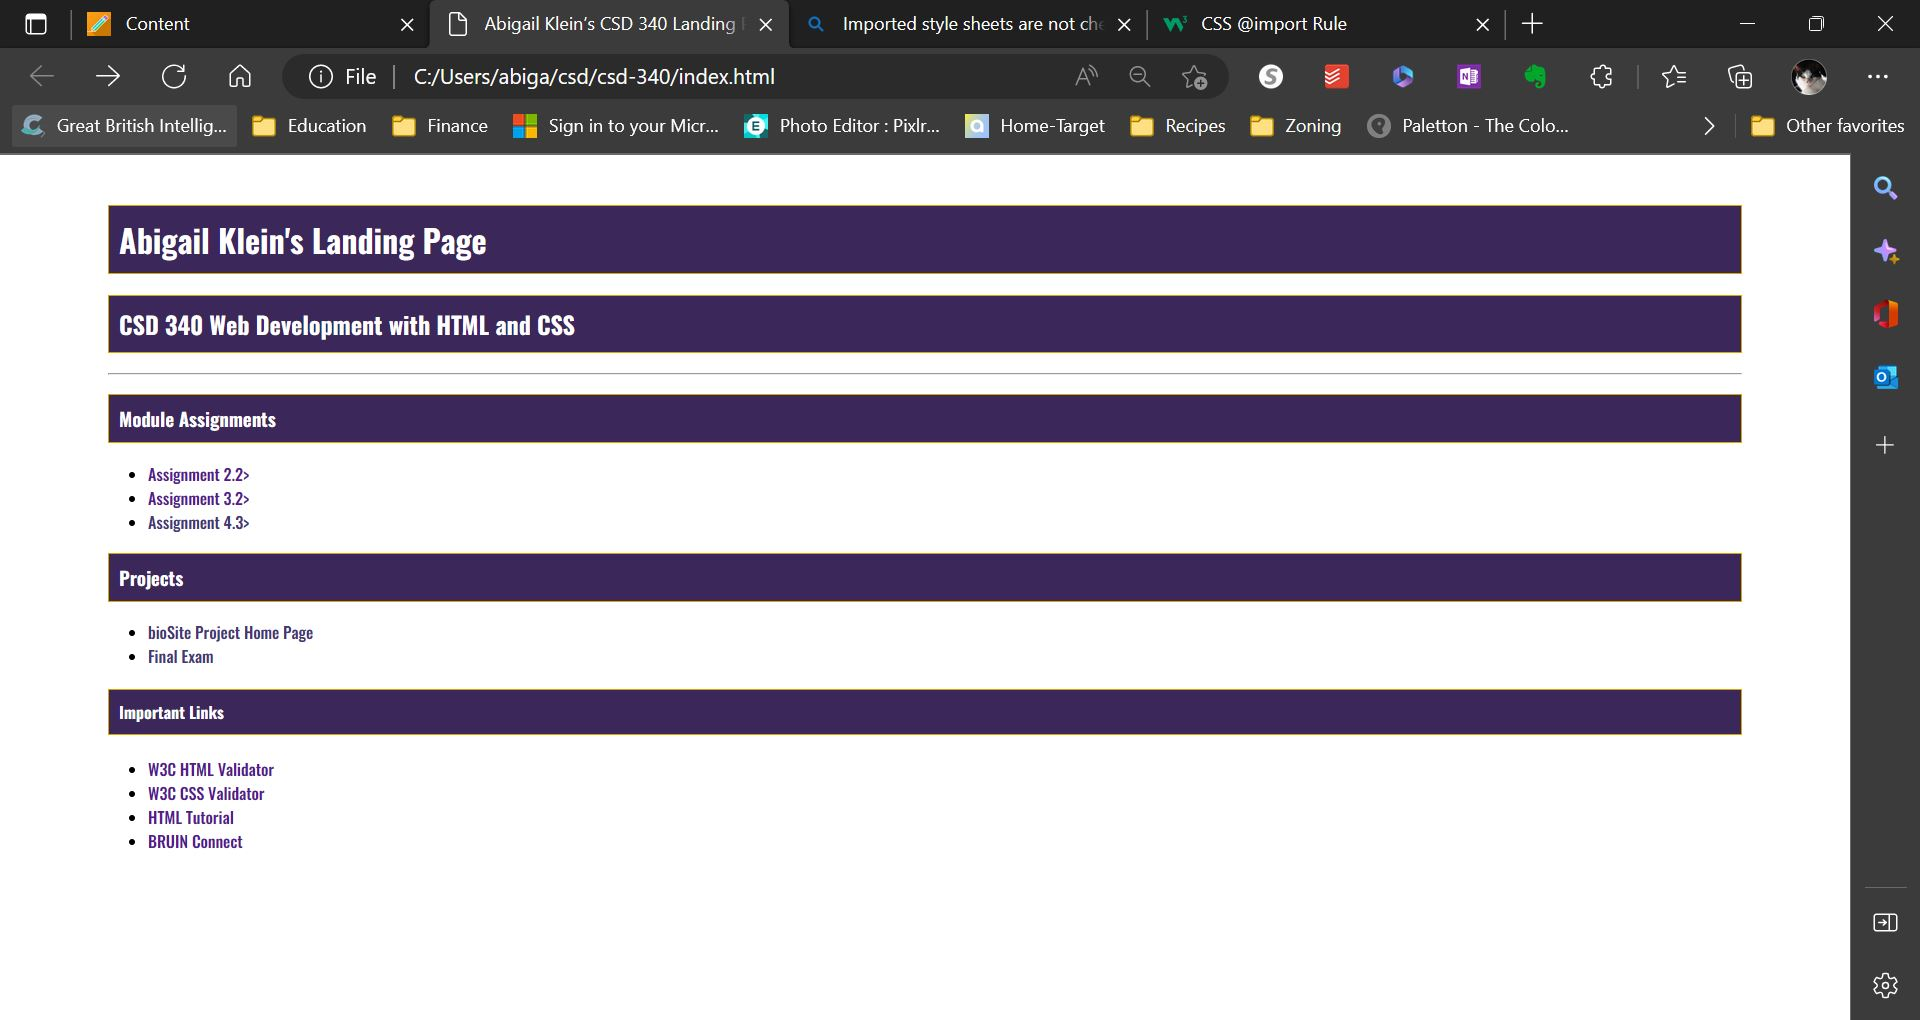 Content
Abigail Klein's CSD 340 Landing
Imported style sheets are not che
CSS @import Rule
File
C:/Users/abiga/csd/csd-340/index.html
Great British Intellig...
Education
Finance
Sign in to your Micr...
Photo Editor : Pixlr...
Home-Target
Recipes
Zoning
Paletton - The Colo...
Other favorites
Abigail Klein's Landing Page
CSD 340 Web Development with HTML and CSS
Module Assignments
Assignment 2.2>
Assignment 3.2>
Assignment 4.3>
Projects
bioSite Project Home Page
Final Exam
Important Links
W3C HTML Validator
W3C CSS Validator
HTML Tutorial
BRUIN Connect